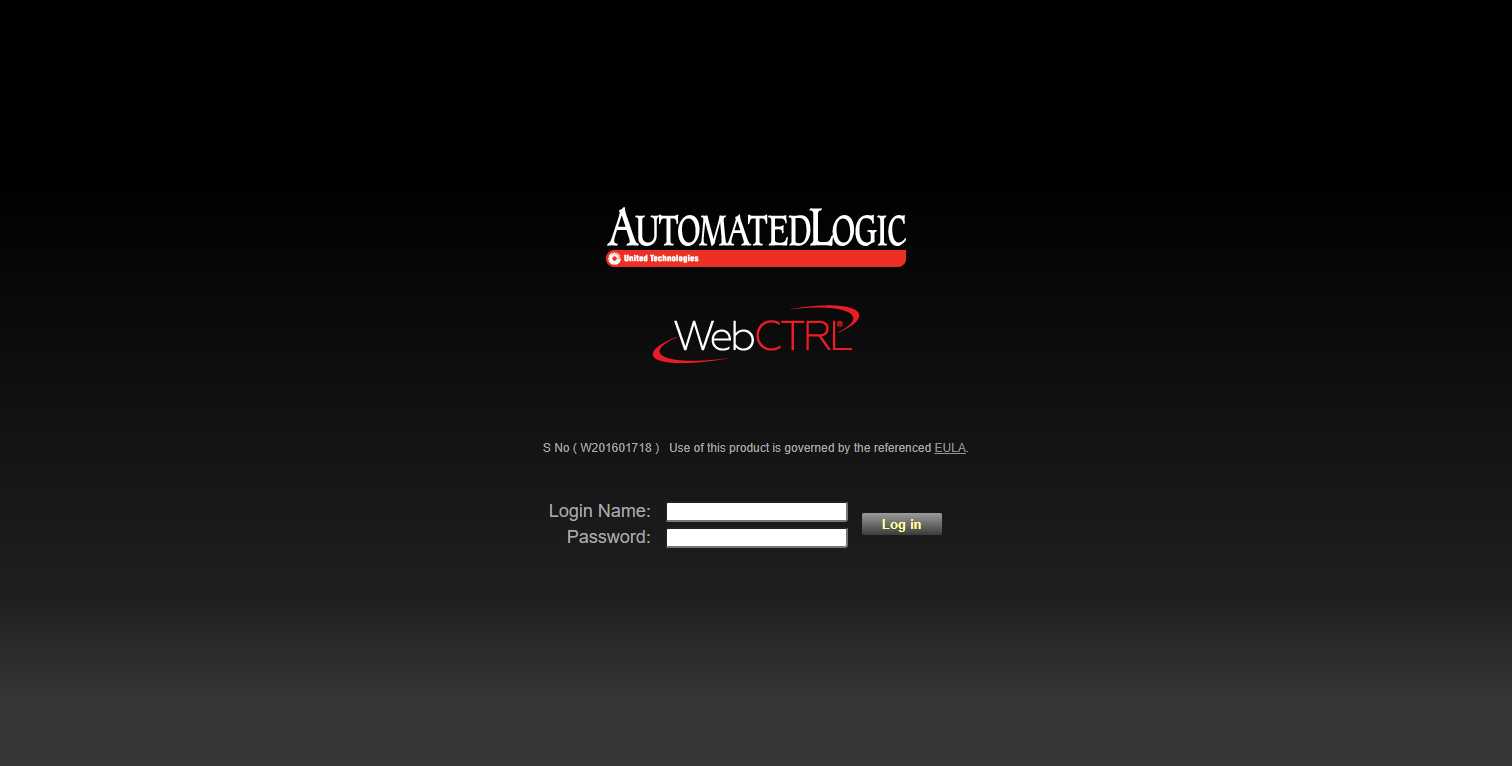 AUTOMATEDLOGIC
United Technologies
WebCTRL®
S No ( W201601718 ) Use of this product is governed by the referenced EULA.
Login Name:
Log in
Password: